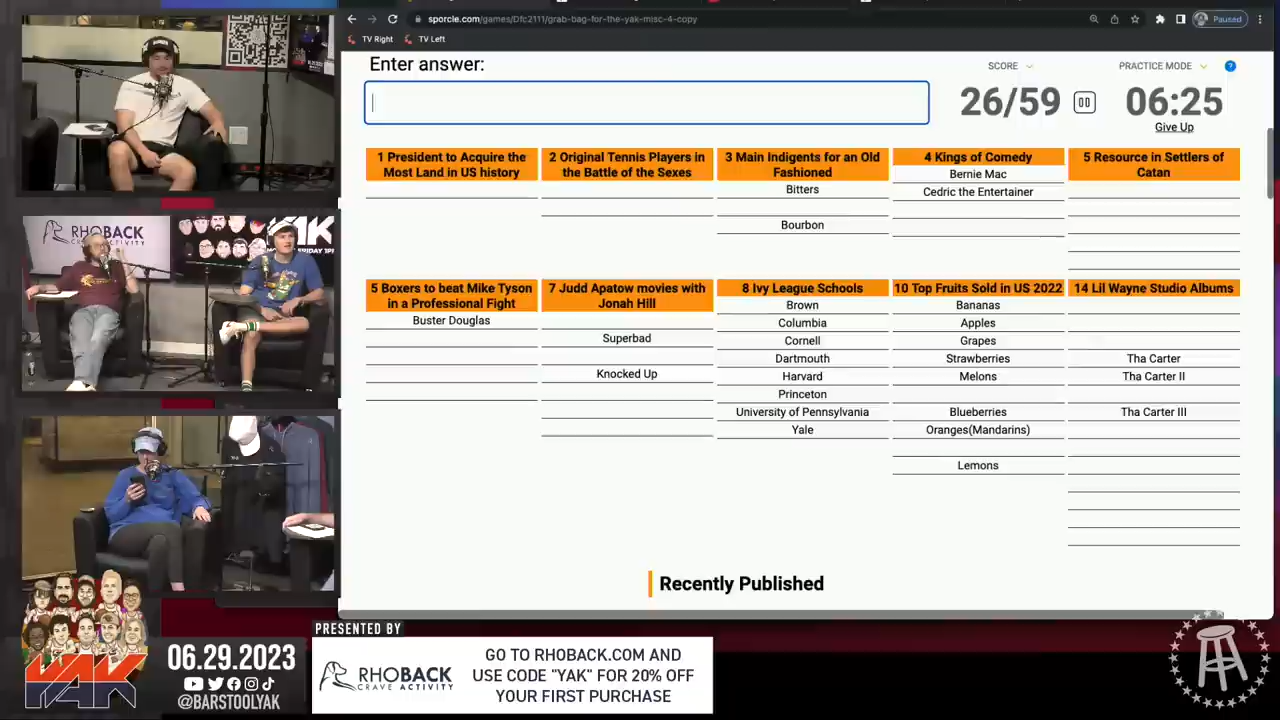 sporcle.com/games/Dfc2111/grab-bag-for-the-yak-misc-4-copy
Paused
TV Right
TV Left
Enter answer:
SCORE
PRACTICE MODE
?
26/59
06:25
Give Up
1 President to Acquire the
Most Land in US history
2 Original Tennis Players in
the Battle of the Sexes
3 Main Indigents for an Old
Fashioned
Bitters
Bourbon
4 Kings of Comedy
Bernie Mac
Cedric the Entertainer
5 Resource in Settlers of
Catan
5 Boxers to beat Mike Tyson
in a Professional Fight
Buster Douglas
7 Judd Apatow movies with
Jonah Hill
Superbad
Knocked Up
8 Ivy League Schools
Brown
Columbia
Cornell
Dartmouth
Harvard
Princeton
University of Pennsylvania
Yale
10 Top Fruits Sold in US 2022
Bananas
Apples
Grapes
Strawberries
Melons
Blueberries
Oranges(Mandarins)
Lemons
14 Lil Wayne Studio Albums
Tha Carter
Tha Carter II
Tha Carter III
Recently Published
RHOBACK
CRAVE ACTIVITY
YAK
06.29.2023
@BARSTOOLYAK
PRESENTED BY
RHOBACK
CRAVE ACTIVITY
GO TO RHOBACK.COM AND
USE CODE "YAK" FOR 20% OFF
YOUR FIRST PURCHASE